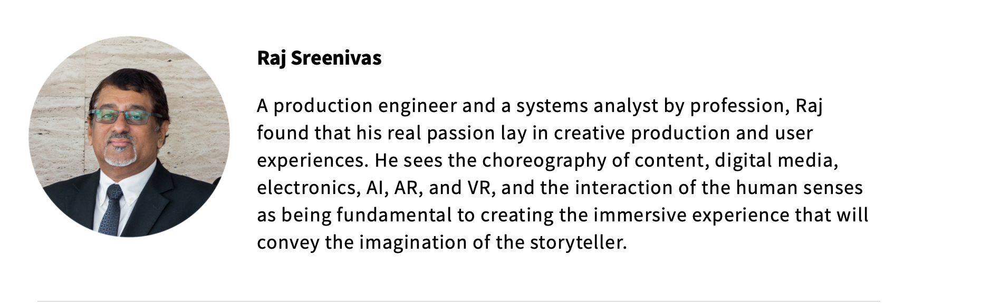 Raj Sreenivas
A production engineer and a systems analyst by profession, Raj
found that his real passion lay in creative production and user
experiences. He sees the choreography of content, digital media,
electronics, AI, AR, and VR, and the interaction of the human senses
as being fundamental to creating the immersive experience that will
convey the imagination of the storyteller.